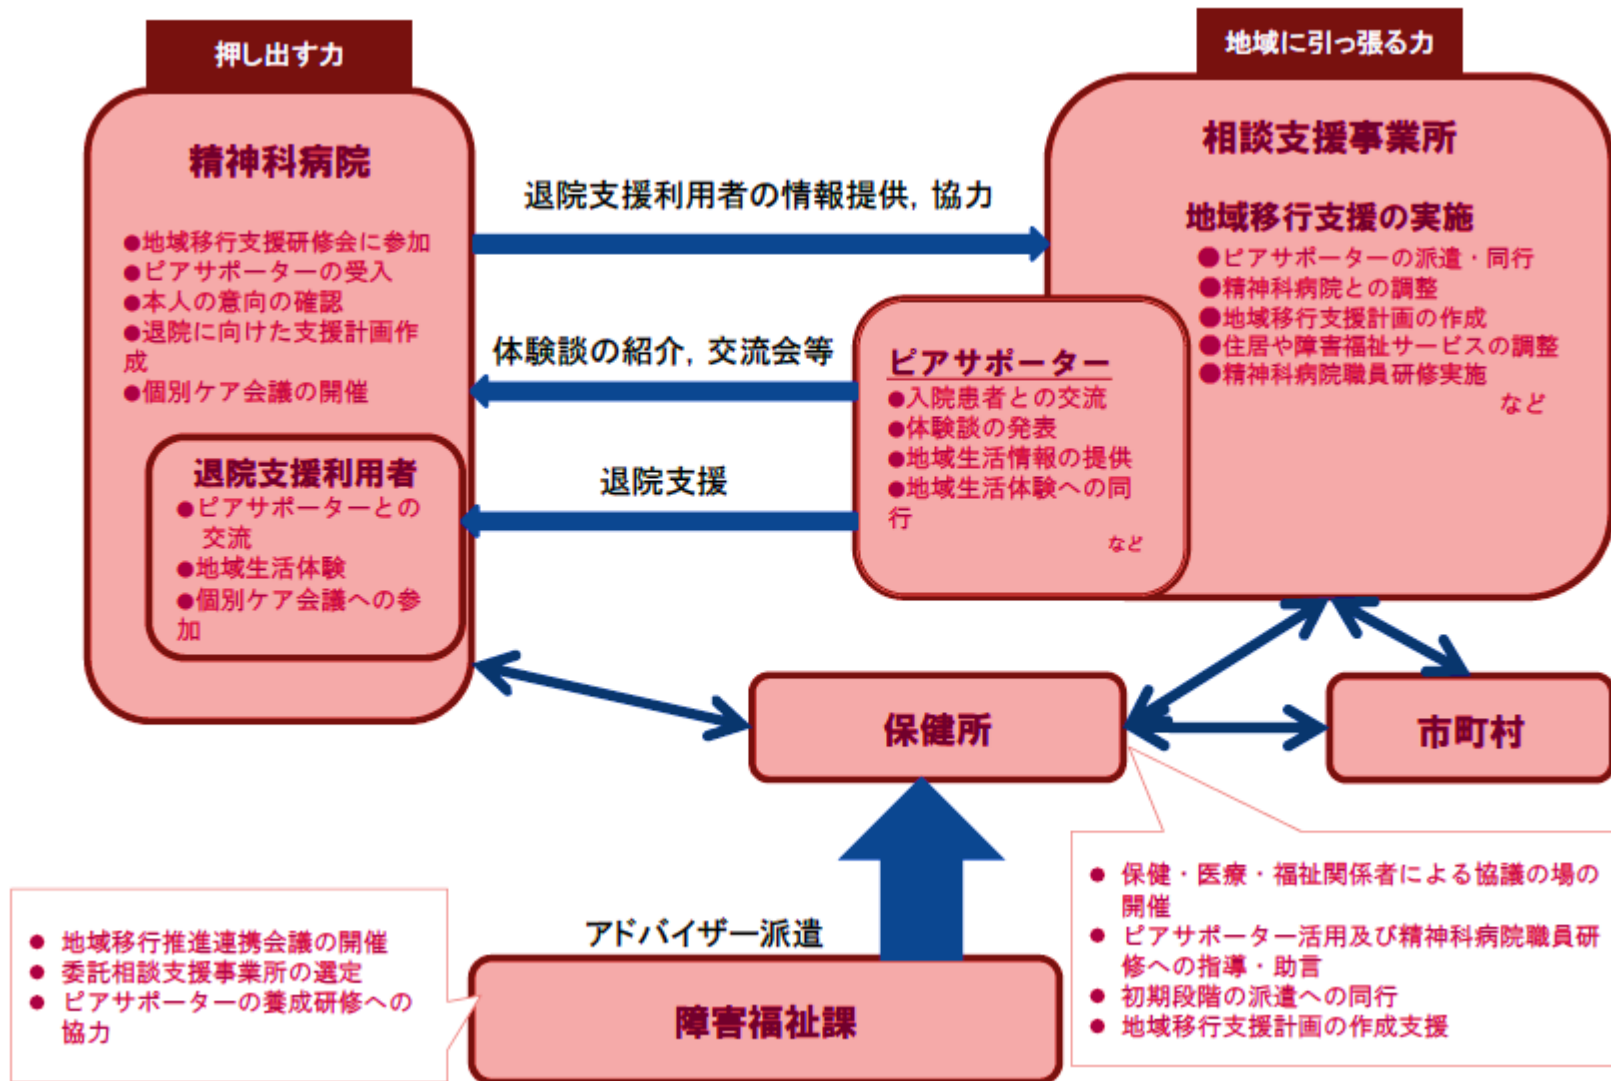 押し出す力
精神科病院
●地域移行支援研修会に参加
●ピアサポーターの受入
●本人の意向の確認
●退院に向けた支援計画作
成
●個別ケア会議の開催
退院支援利用者
●ピアサポーターとの
交流
●地域生活体験
●個別ケア会議への参
加
退院支援利用者の情報提供，協力
体験談の紹介，交流会等
退院支援
地域に引っ張る力
相談支援事業所
地域移行支援の実施
●ピアサポーターの派遣・同行
●精神科病院との調整
●地域移行支援計画の作成
●住居や障害福祉サービスの調整
●精神科病院職員研修実施
など
ピアサポーター
●入院患者との交流
●体験談の発表
●地域生活情報の提供
●地域生活体験への同
行
など
保健所
市町村
● 保健・医療・福祉関係者による協議の場の
開催
● ピアサポーター活用及び精神科病院職員研
修への指導・助言
● 初期段階の派遣への同行
● 地域移行支援計画の作成支援
アドバイザー派遣
障害福祉課
● 地域移行推進連携会議の開催
● 委託相談支援事業所の選定
● ピアサポーターの養成研修への
協力